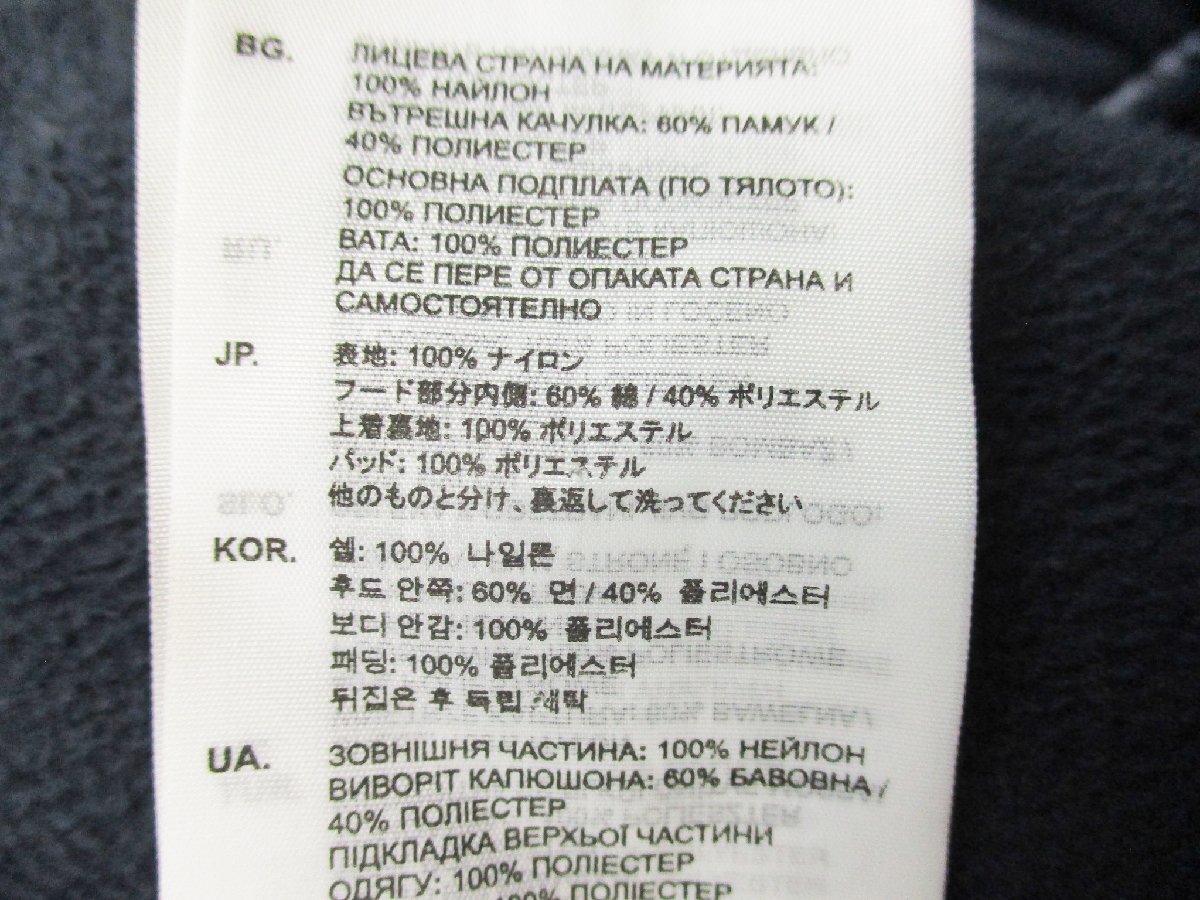 BG. ЛИЦЕВА СТРАНА НА МАТЕРИЯТА:
100% НАЙЛОН
ВЪТРЕШНА КАЧУЛКА: 60% ПАМУК /
40% ПОЛИЕСТЕР
ОСНОВНА ПОДПЛАТА (ПО ТЯЛОТО):
100% ПОЛИЕСТЕР
ВАТА: 100% ПОЛИЕСТЕР
ДА СЕ ПЕРЕ ОТ ОПАКАТА СТРАНА И
САМОСТОЯТЕЛНО
JP. 表地: 100% ナイロン
フード部分内側: 60% 綿 / 40% ポリエステル
上着裏地: 100% ポリエステル
パッド: 100% ポリエステル
他のものと分け、裏返して洗ってください
KOR. 쉘: 100% 나일론
후드 안쪽: 60% 면 / 40% 폴리에스터
보디 안감: 100% 폴리에스터
패딩: 100% 폴리에스터
뒤집은 후 독립 세탁
UA. ЗОВНІШНЯ ЧАСТИНА: 100% НЕЙЛОН
ВИВОРІТ КАПЮШОНА: 60% БАВОВНА /
40% ПОЛІЕСТЕР
ПІДКЛАДКА ВЕРХЬОЇ ЧАСТИНИ
ОДЯГУ: 100% ПОЛІЕСТЕР
100% ПОЛІЕСТЕР